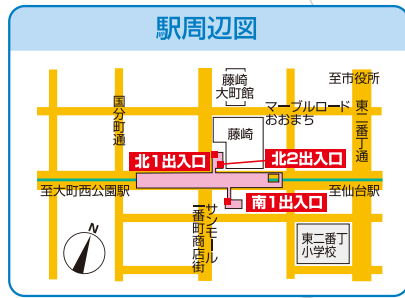 駅周辺図
藤崎
大町館
至市役所
マーブルロード
おおまち
国分町通
東二番丁通
藤崎
北1出入口
北2出入口
至大町西公園駅
至仙台駅
南1出入口
サンモール
一番町商店街
東二番丁
小学校
N